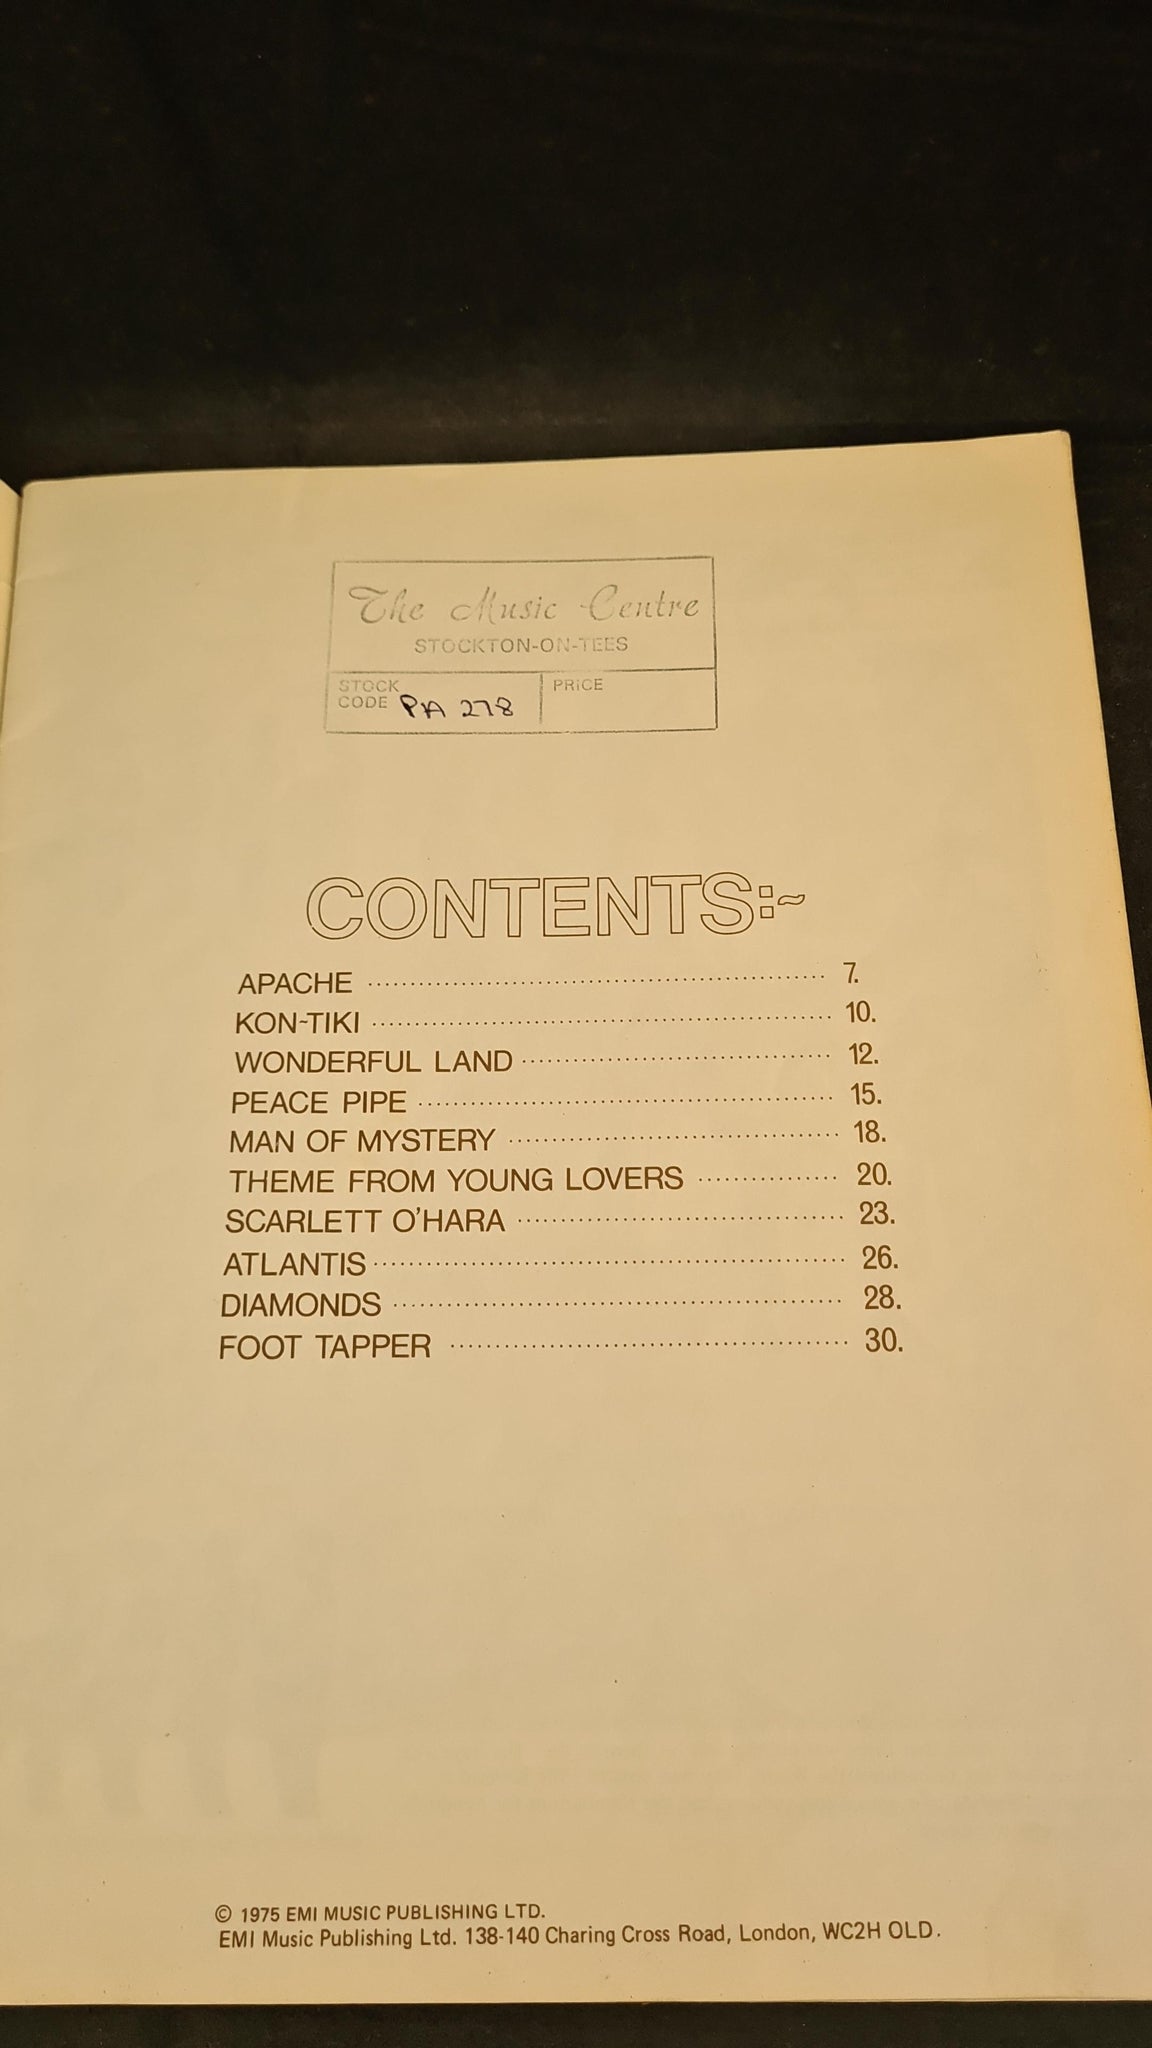 The Music Centre
STOCKTON-ON-TEES
STOCK CODE PA 278 PRICE
CONTENTS:~
APACHE 7.
KON-TIKI 10.
WONDERFUL LAND 12.
PEACE PIPE 15.
MAN OF MYSTERY 18.
THEME FROM YOUNG LOVERS 20.
SCARLETT O'HARA 23.
ATLANTIS 26.
DIAMONDS 28.
FOOT TAPPER 30.
© 1975 EMI MUSIC PUBLISHING LTD.
EMI Music Publishing Ltd. 138-140 Charing Cross Road, London, WC2H OLD.